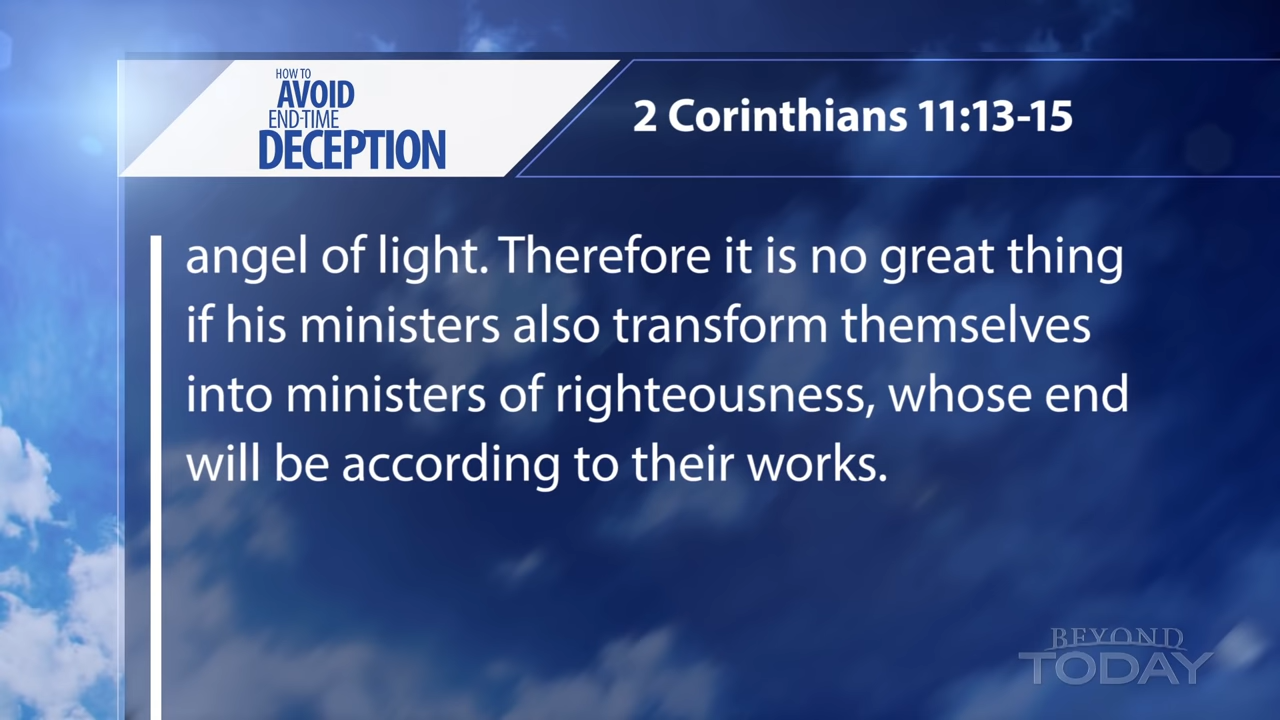 HOW TO
AVOID
END-TIME
DECEPTION
2 Corinthians 11:13-15
angel of light. Therefore it is no great thing
if his ministers also transform themselves
into ministers of righteousness, whose end
will be according to their works.
BEYOND
TODAY